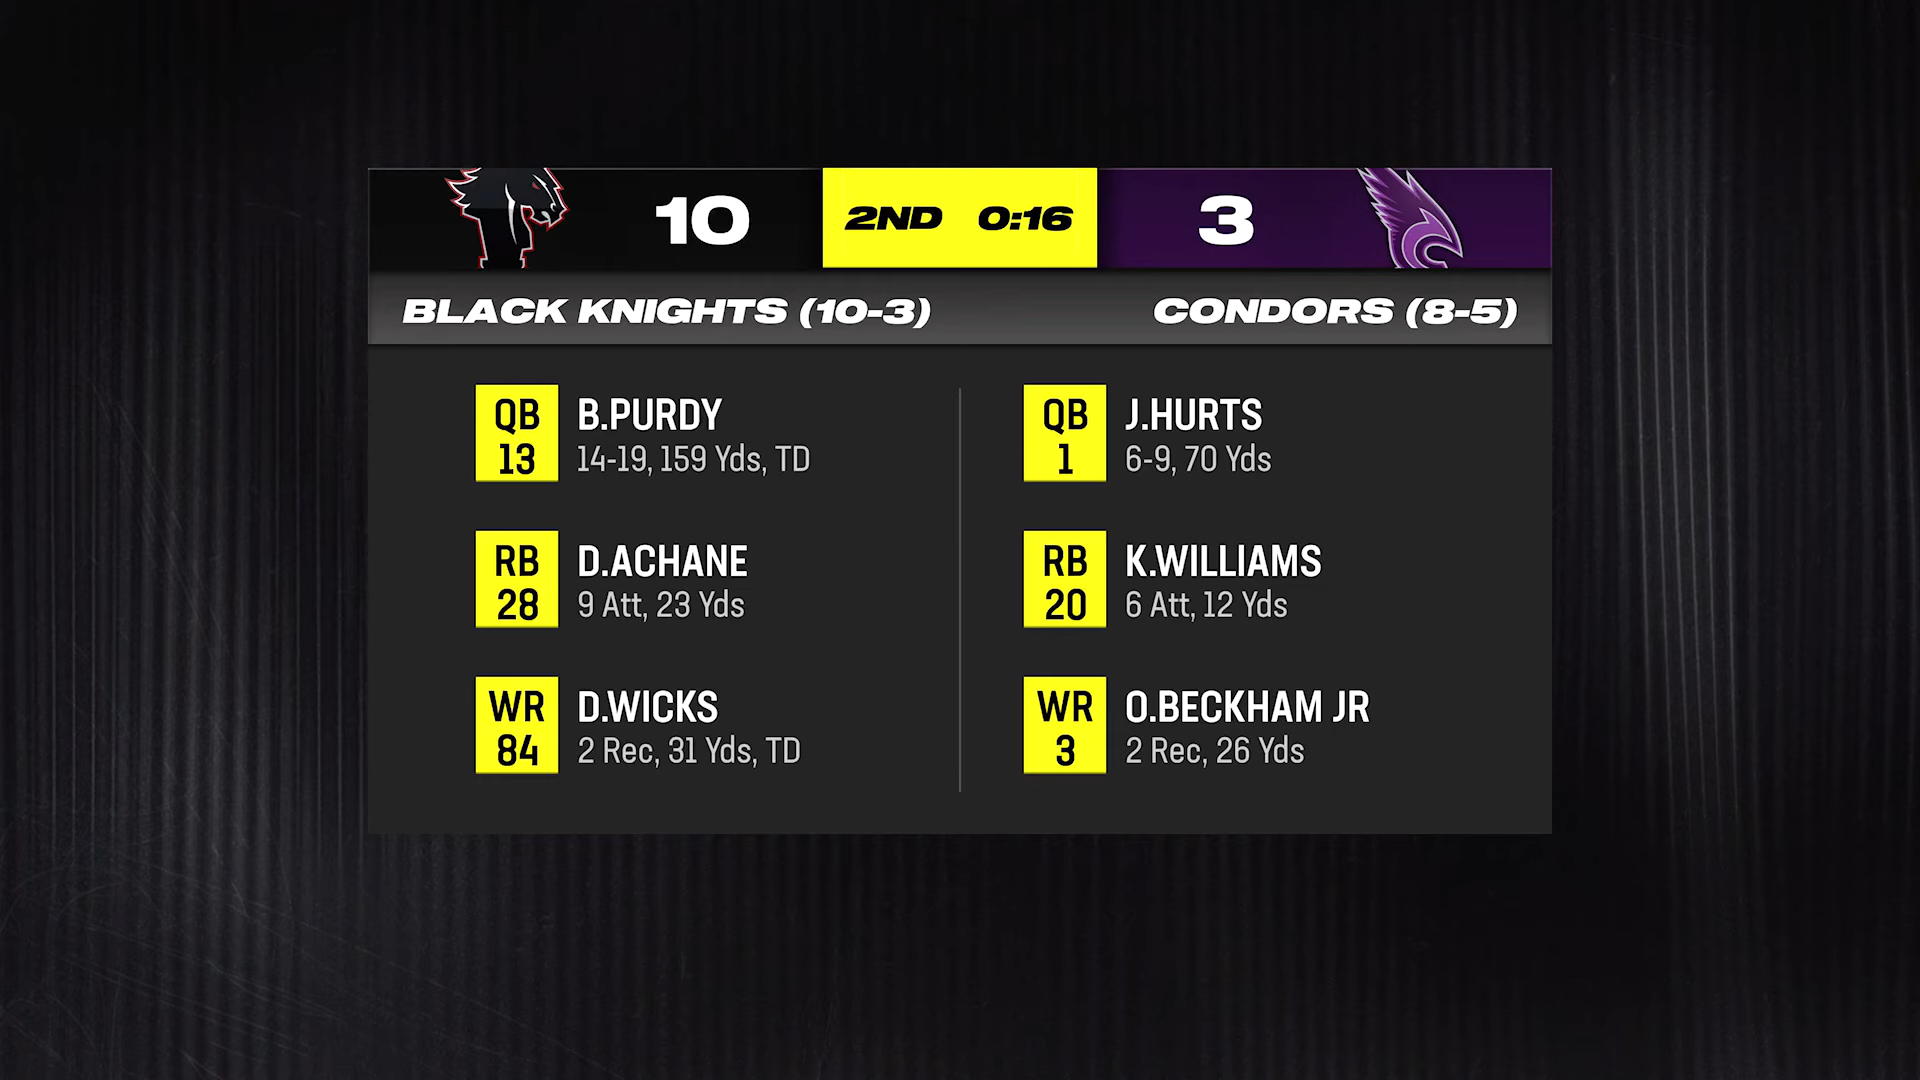 10
2ND 0:16
3
BLACK KNIGHTS (10-3)
CONDORS (8-5)
QB
13
B.PURDY
14-19, 159 Yds, TD
RB
28
D.ACHANE
9 Att, 23 Yds
WR
84
D.WICKS
2 Rec, 31 Yds, TD
QB
1
J.HURTS
6-9, 70 Yds
RB
20
K.WILLIAMS
6 Att, 12 Yds
WR
3
O.BECKHAM JR
2 Rec, 26 Yds